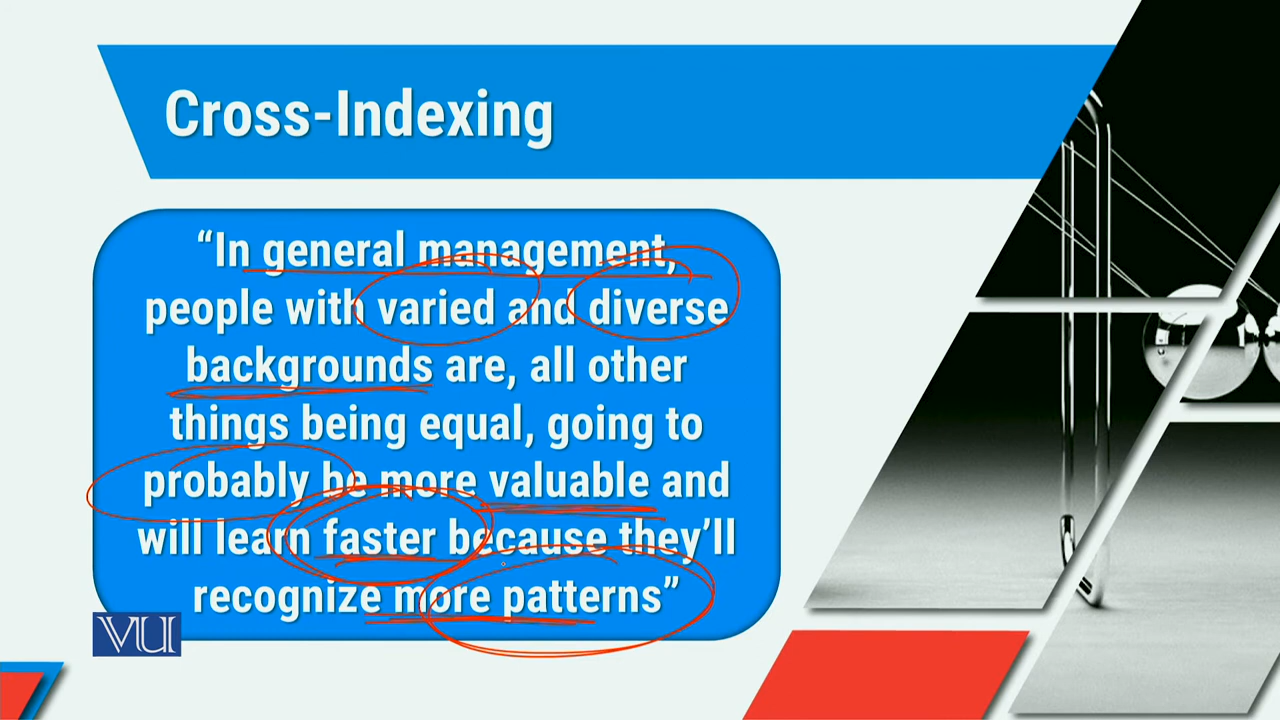 Cross-Indexing
“In general management,
people with varied and diverse
backgrounds are, all other
things being equal, going to
probably be more valuable and
will learn faster because they’ll
recognize more patterns”
VU